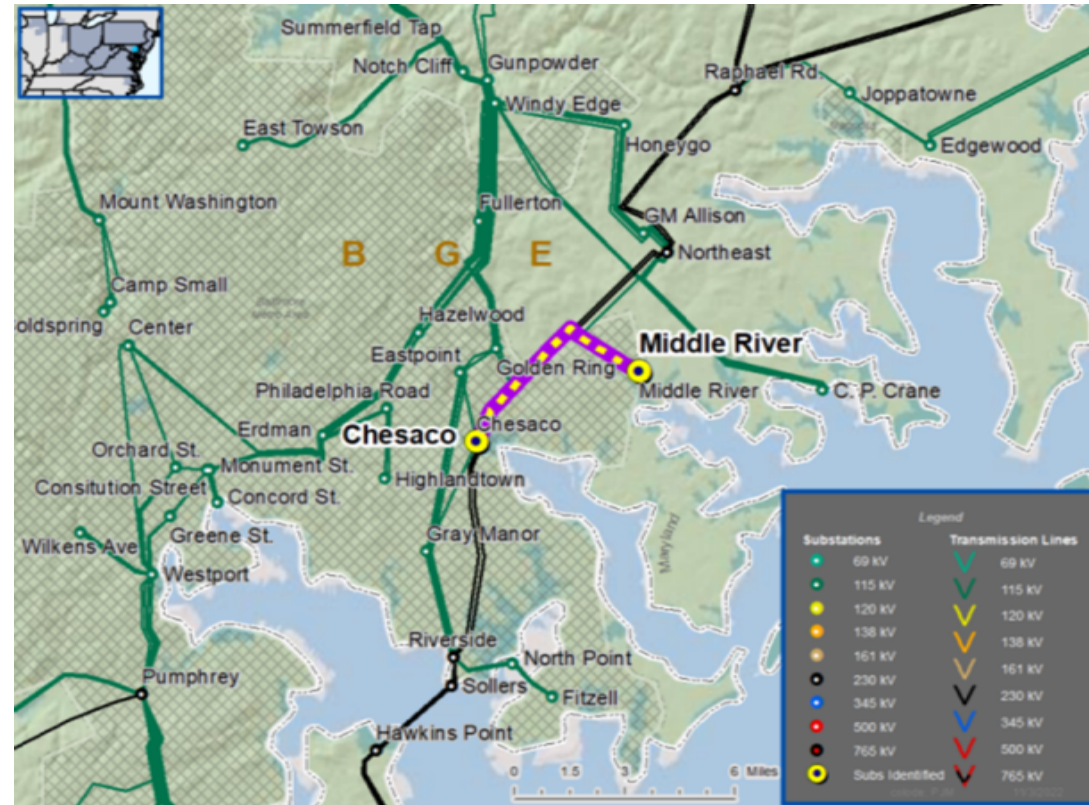 Summerfield Tap
Notch Cliff
Gunpowder
Raphael Rd
Joppatowne
Windy Edge
East Towson
Honeygo
Edgewood
Mount Washington
Fullerton
GM Allison
B G E
Northeast
Camp Small
Coldspring
Center
Hazelwood
Eastpoint
Middle River
Golden Ring
Middle River
Philadelphia Road
C. P. Crane
Chesaco
Erdman
Chesaco
Orchard St.
Monument St.
Highlandtown
Consitution Street
Concord St.
Greene St.
Wilkens Ave
Gray Manor
Maryland
Westport
Riverside
North Point
Pumphrey
Sollers
Fitzell
Hawkins Point
0 1.5 3 6 Miles
Legend
Substations Transmission Lines
69 kV 69 kV
115 kV 115 kV
120 kV 120 kV
138 kV 138 kV
161 kV 161 kV
230 kV 230 kV
345 kV 345 kV
500 kV 500 kV
765 kV 765 kV
Subs Identified